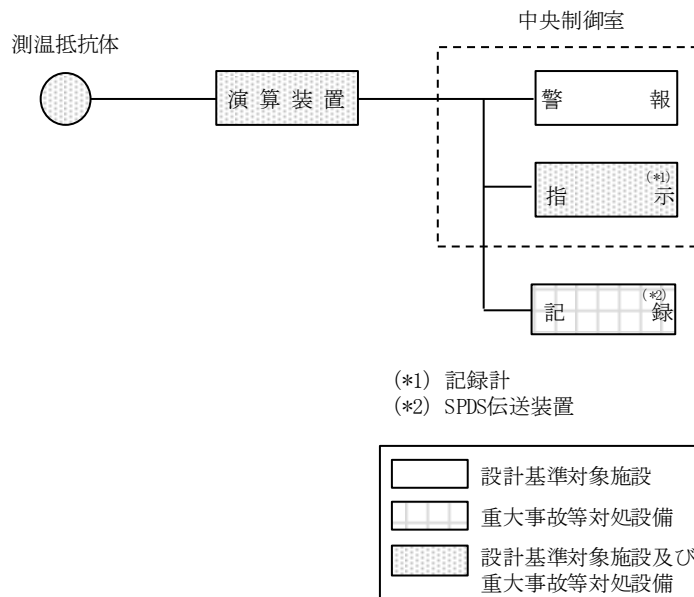 中央制御室
測温抵抗体
演算装置
警報
指示(*1)
記録(*2)
(*1) 記録計
(*2) SPDS伝送装置
設計基準対象施設
重大事故等対処設備
設計基準対象施設及び
重大事故等対処設備